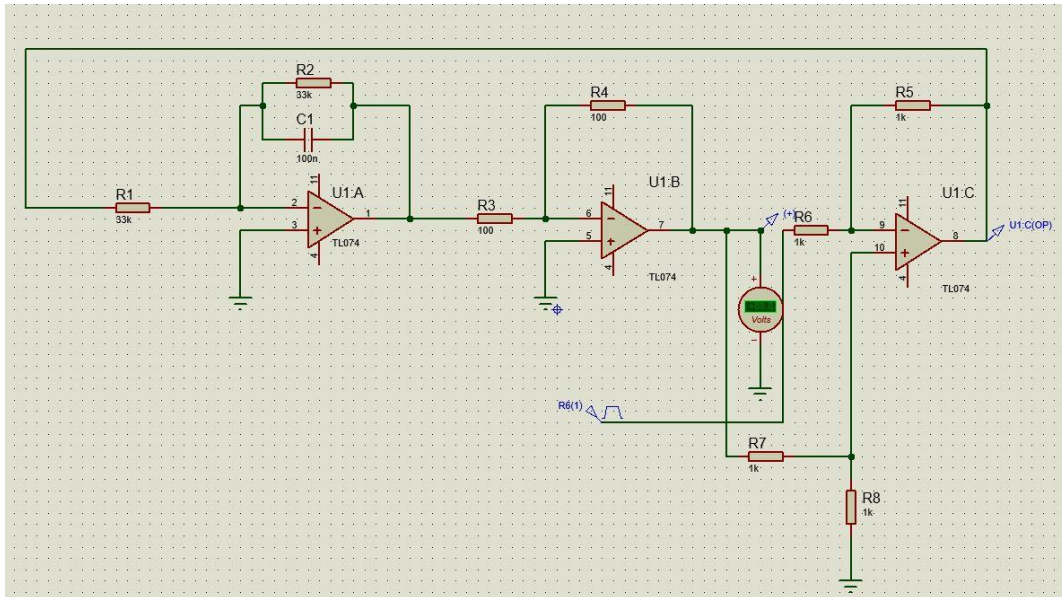 R2
33k
C1
100n
R1
33k
11
U1:A
2
3
1
4
TL074
R3
100
R4
100
11
U1:B
6
5
7
4
TL074
(+)
R6
1k
R5
1k
11
U1:C
9
10
8
4
TL074
U1:C(OP)
+
Volts
R6(1)
R7
1k
R8
1k